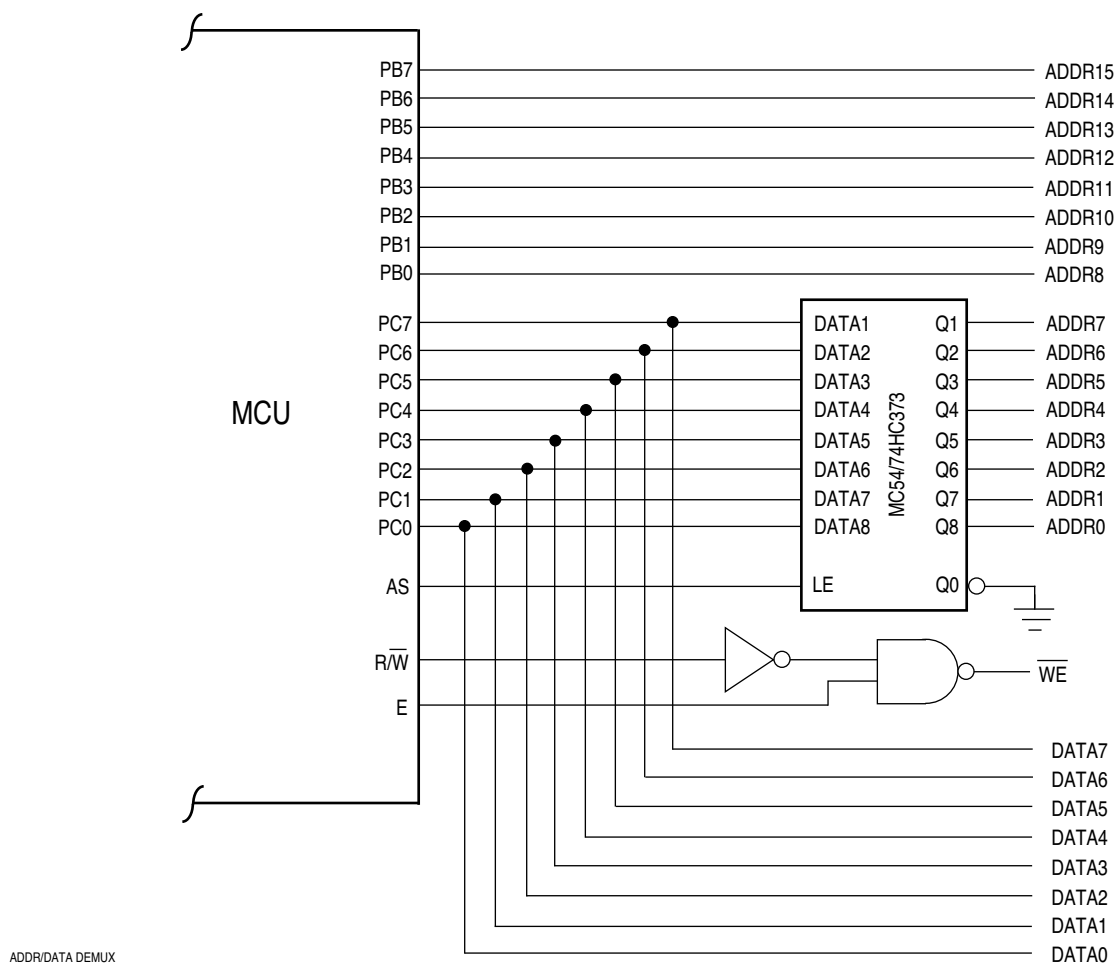 PB7 ADDR15
PB6 ADDR14
PB5 ADDR13
PB4 ADDR12
PB3 ADDR11
PB2 ADDR10
PB1 ADDR9
PB0 ADDR8
PC7 DATA1 Q1 ADDR7
PC6 DATA2 Q2 ADDR6
PC5 DATA3 Q3 ADDR5
PC4 DATA4 Q4 ADDR4
PC3 DATA5 Q5 ADDR3
PC2 DATA6 Q6 ADDR2
PC1 DATA7 Q7 ADDR1
PC0 DATA8 Q8 ADDR0
MCU
MC54/74HC373
AS LE Q0
R/W̅ W̅E̅
E
DATA7
DATA6
DATA5
DATA4
DATA3
DATA2
DATA1
DATA0
ADDR/DATA DEMUX